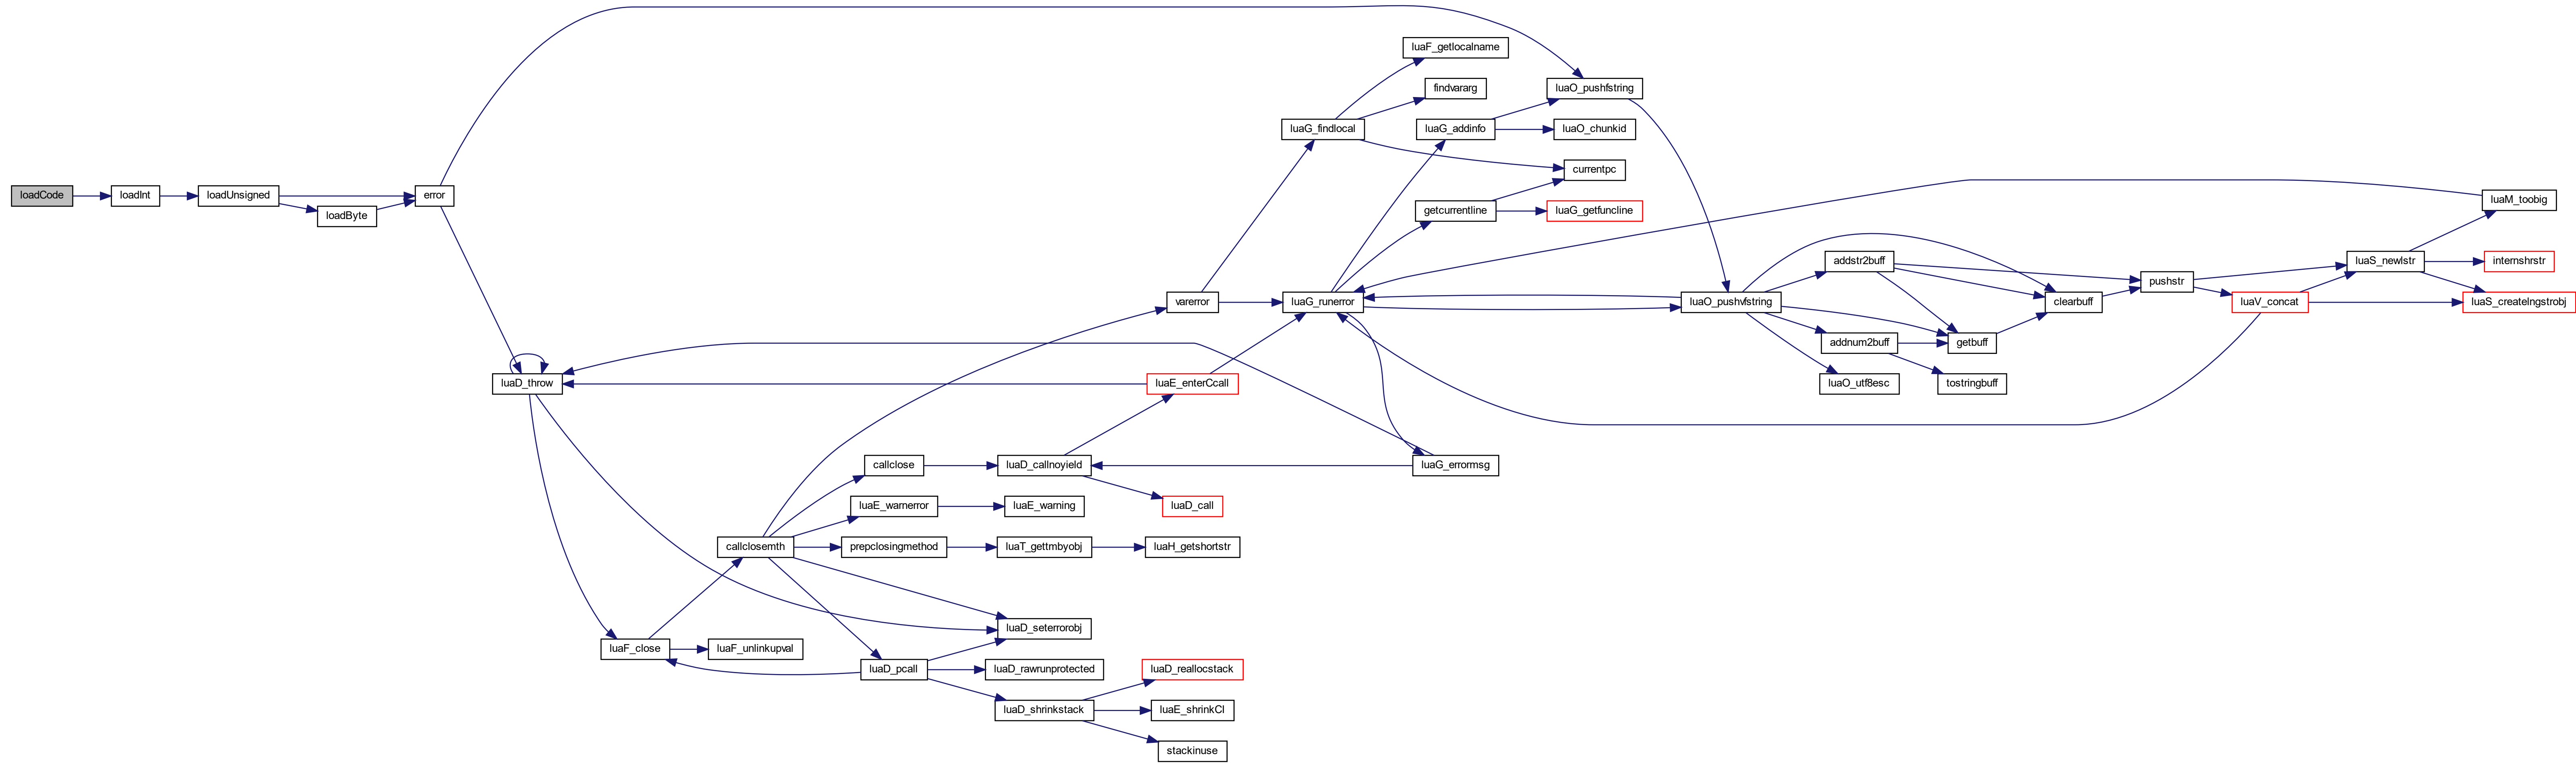 loadCode
loadInt
loadUnsigned
loadByte
error
luaD_throw
luaF_close
luaF_unlinkupval
callclosemth
callclose
luaE_warnerror
prepclosingmethod
luaD_pcall
luaD_callnoyield
luaE_warning
luaT_gettmbyobj
luaD_seterrorobj
luaD_rawrunprotected
luaD_shrinkstack
varerror
luaE_enterCcall
luaD_call
luaH_getshortstr
luaD_reallocstack
luaE_shrinkCI
stackinuse
luaG_findlocal
luaG_runerror
luaF_getlocalname
findvararg
luaG_addinfo
getcurrentline
luaG_errormsg
luaO_pushfstring
luaO_chunkid
currentpc
luaG_getfuncline
luaO_pushvfstring
addstr2buff
addnum2buff
luaO_utf8esc
getbuff
tostringbuff
clearbuff
pushstr
luaV_concat
luaS_newlstr
luaM_toobig
internshrstr
luaS_createlngstrobj